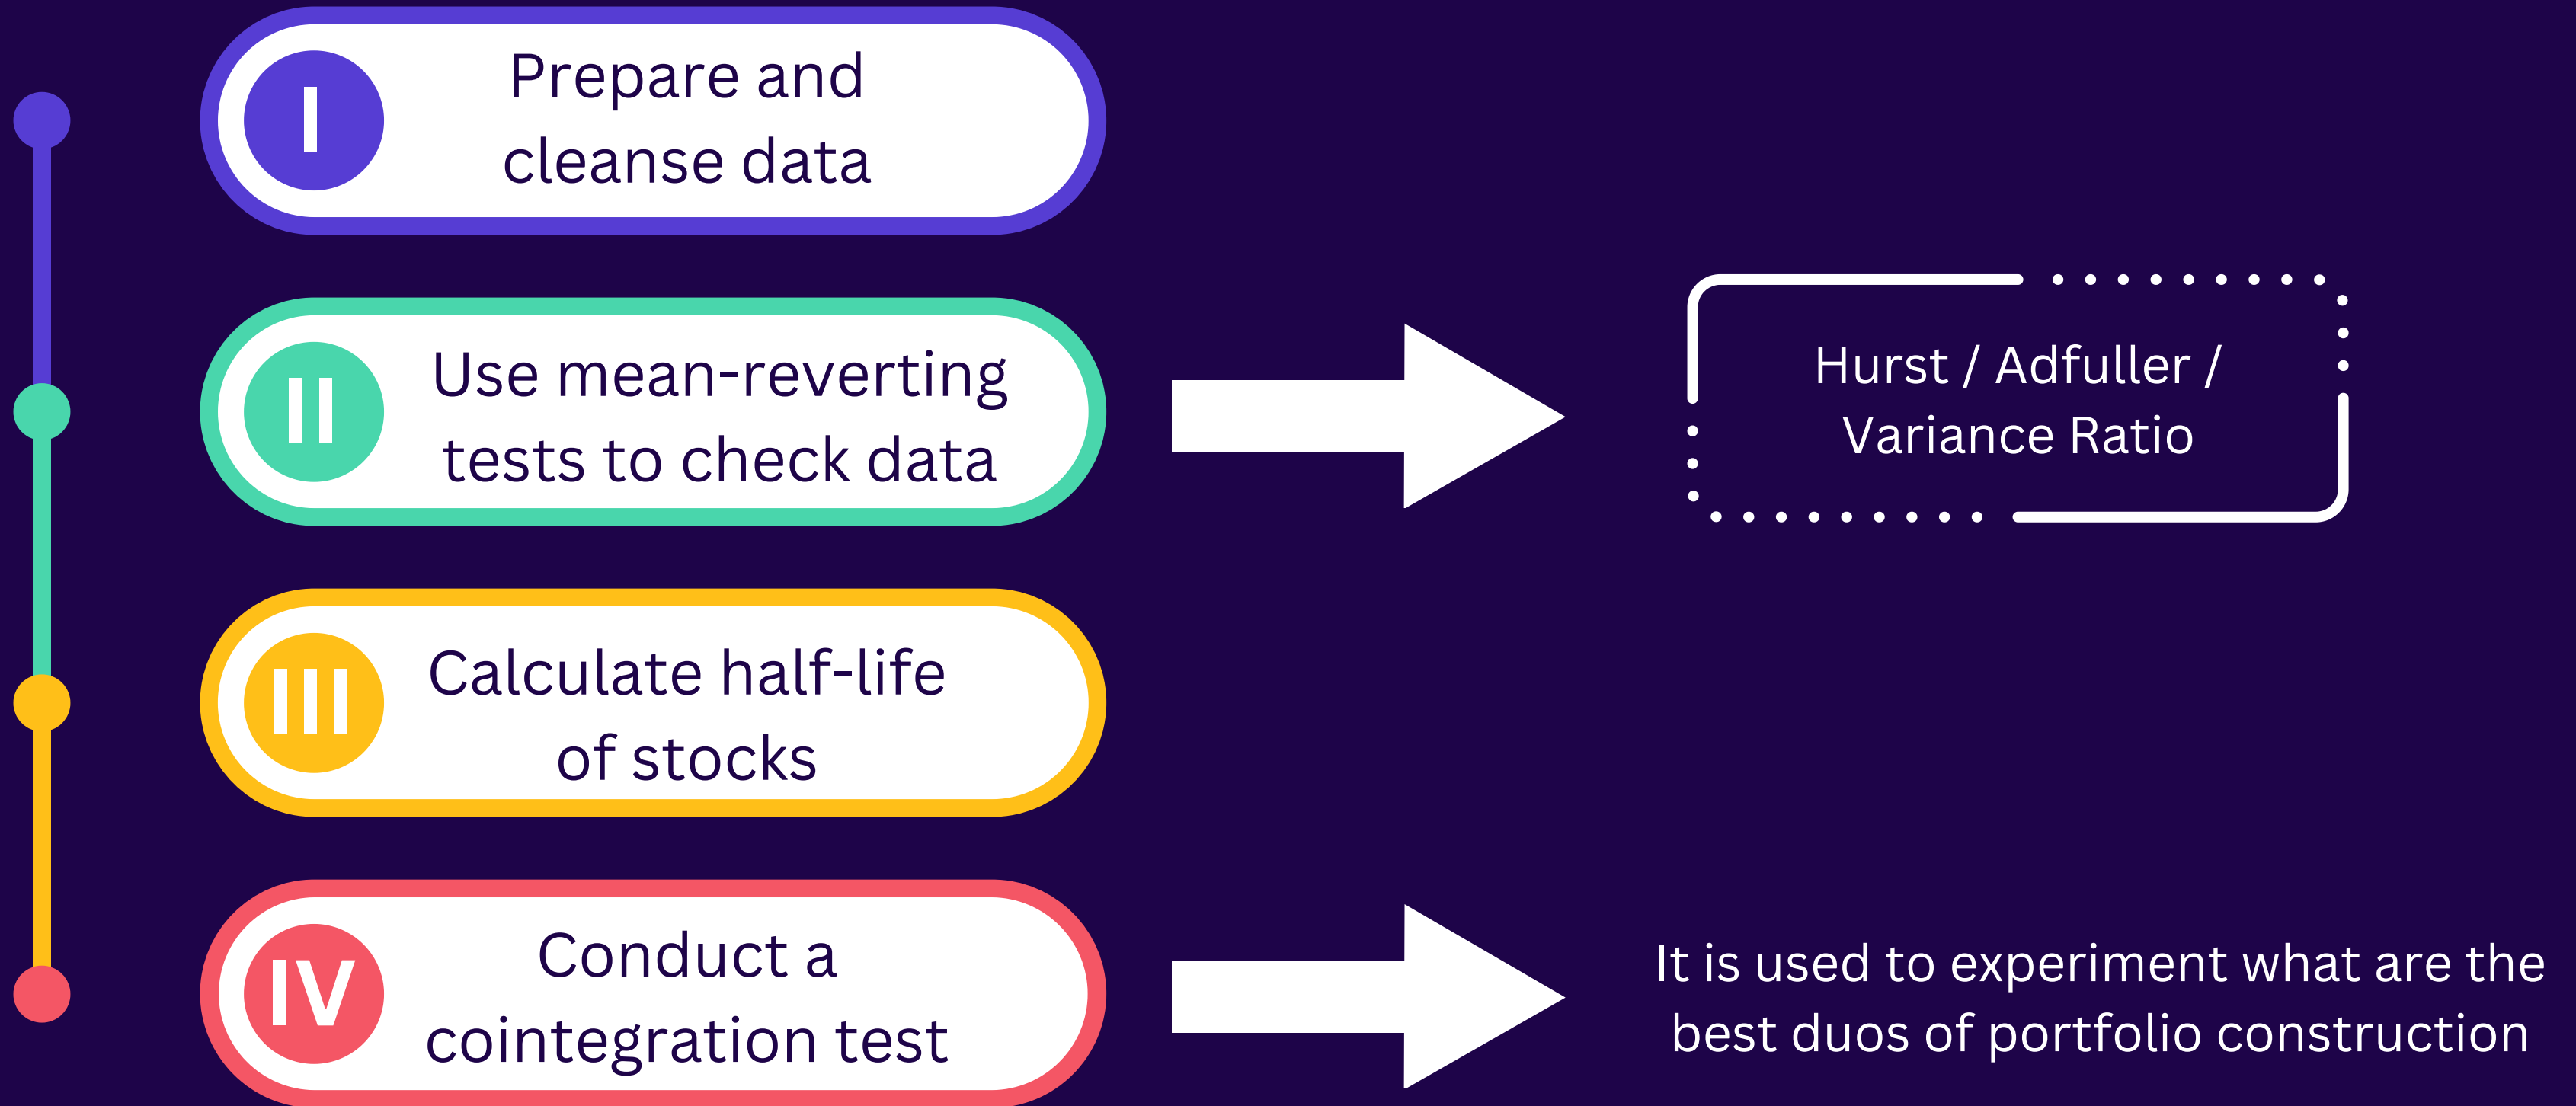 I
Prepare and
cleanse data
II
Use mean-reverting
tests to check data
Hurst / Adfuller /
Variance Ratio
III
Calculate half-life
of stocks
IV
Conduct a
cointegration test
It is used to experiment what are the
best duos of portfolio construction